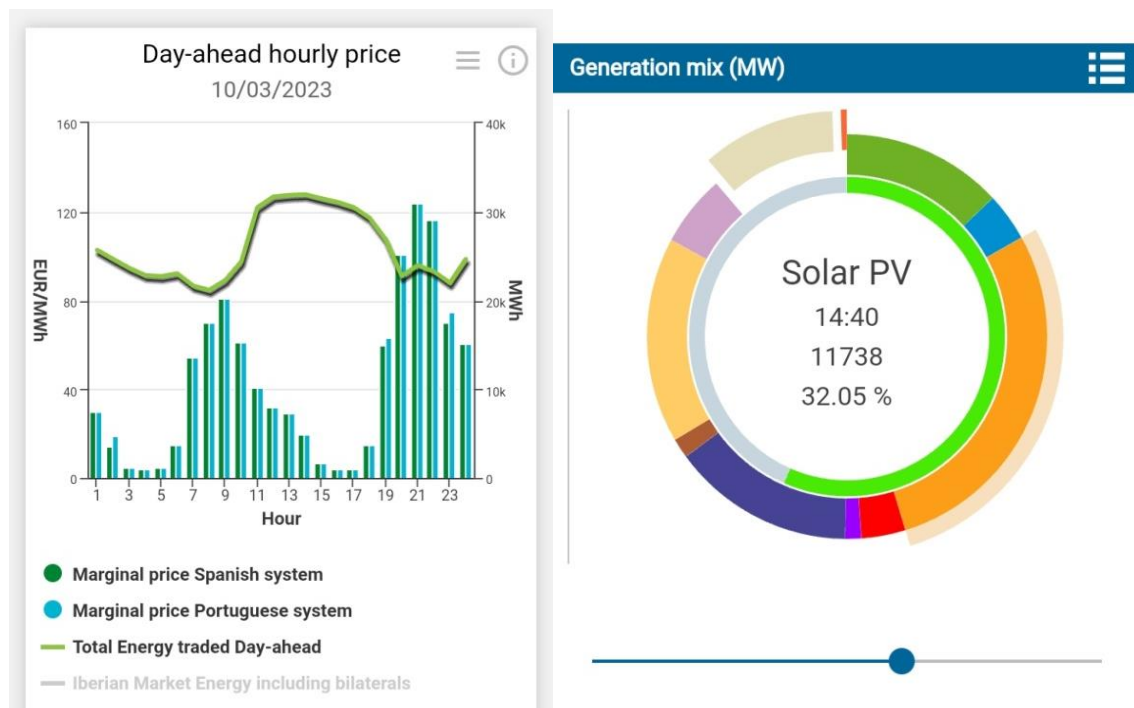 Day-ahead hourly price
10/03/2023
160
120
80
40
0
EUR/MWh
40k
30k
20k
10k
0
MWh
1 3 5 7 9 11 13 15 17 19 21 23
Hour
Marginal price Spanish system
Marginal price Portuguese system
Total Energy traded Day-ahead
Iberian Market Energy including bilaterals
Generation mix (MW)
Solar PV
14:40
11738
32.05 %